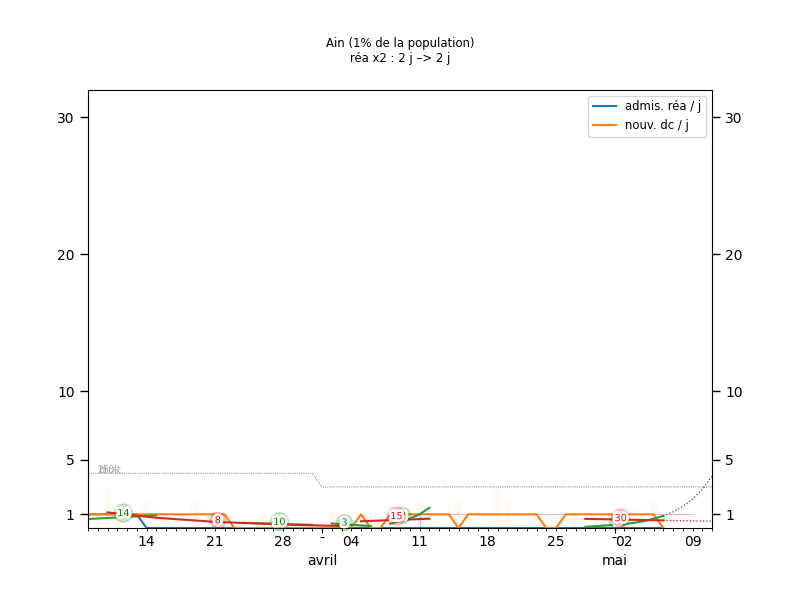 Ain (1% de la population)
réa x2 : 2 j –> 2 j
admis. réa / j
nouv. dc / j
30 30
20 20
10 10
5 5
1 1
14 8 10 3 15 30
14 21 28 - 04 11 18 25 - 02 09
avril mai